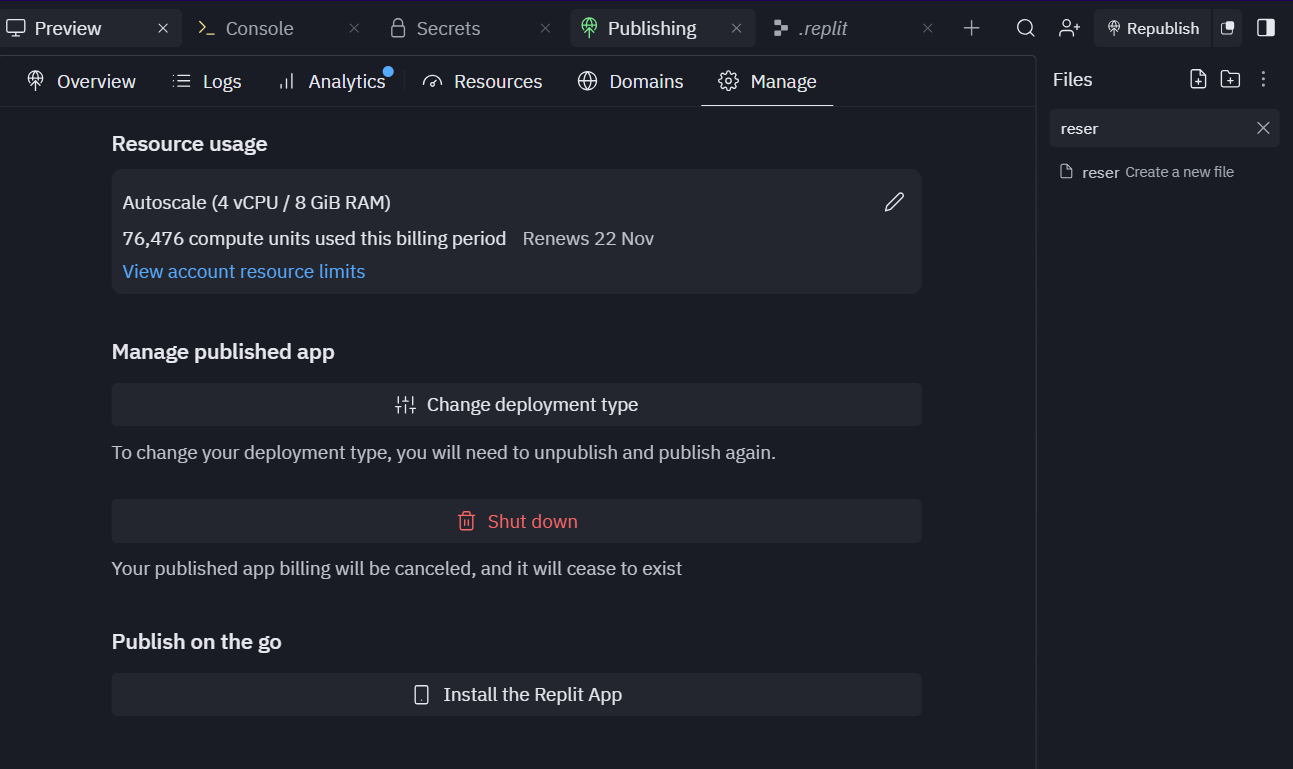 Preview
Console
Secrets
Publishing
.replit
Republish
Overview
Logs
Analytics
Resources
Domains
Manage
Files
reser
reser Create a new file
Resource usage
Autoscale (4 vCPU / 8 GiB RAM)
76,476 compute units used this billing period Renews 22 Nov
View account resource limits
Manage published app
Change deployment type
To change your deployment type, you will need to unpublish and publish again.
Shut down
Your published app billing will be canceled, and it will cease to exist
Publish on the go
Install the Replit App